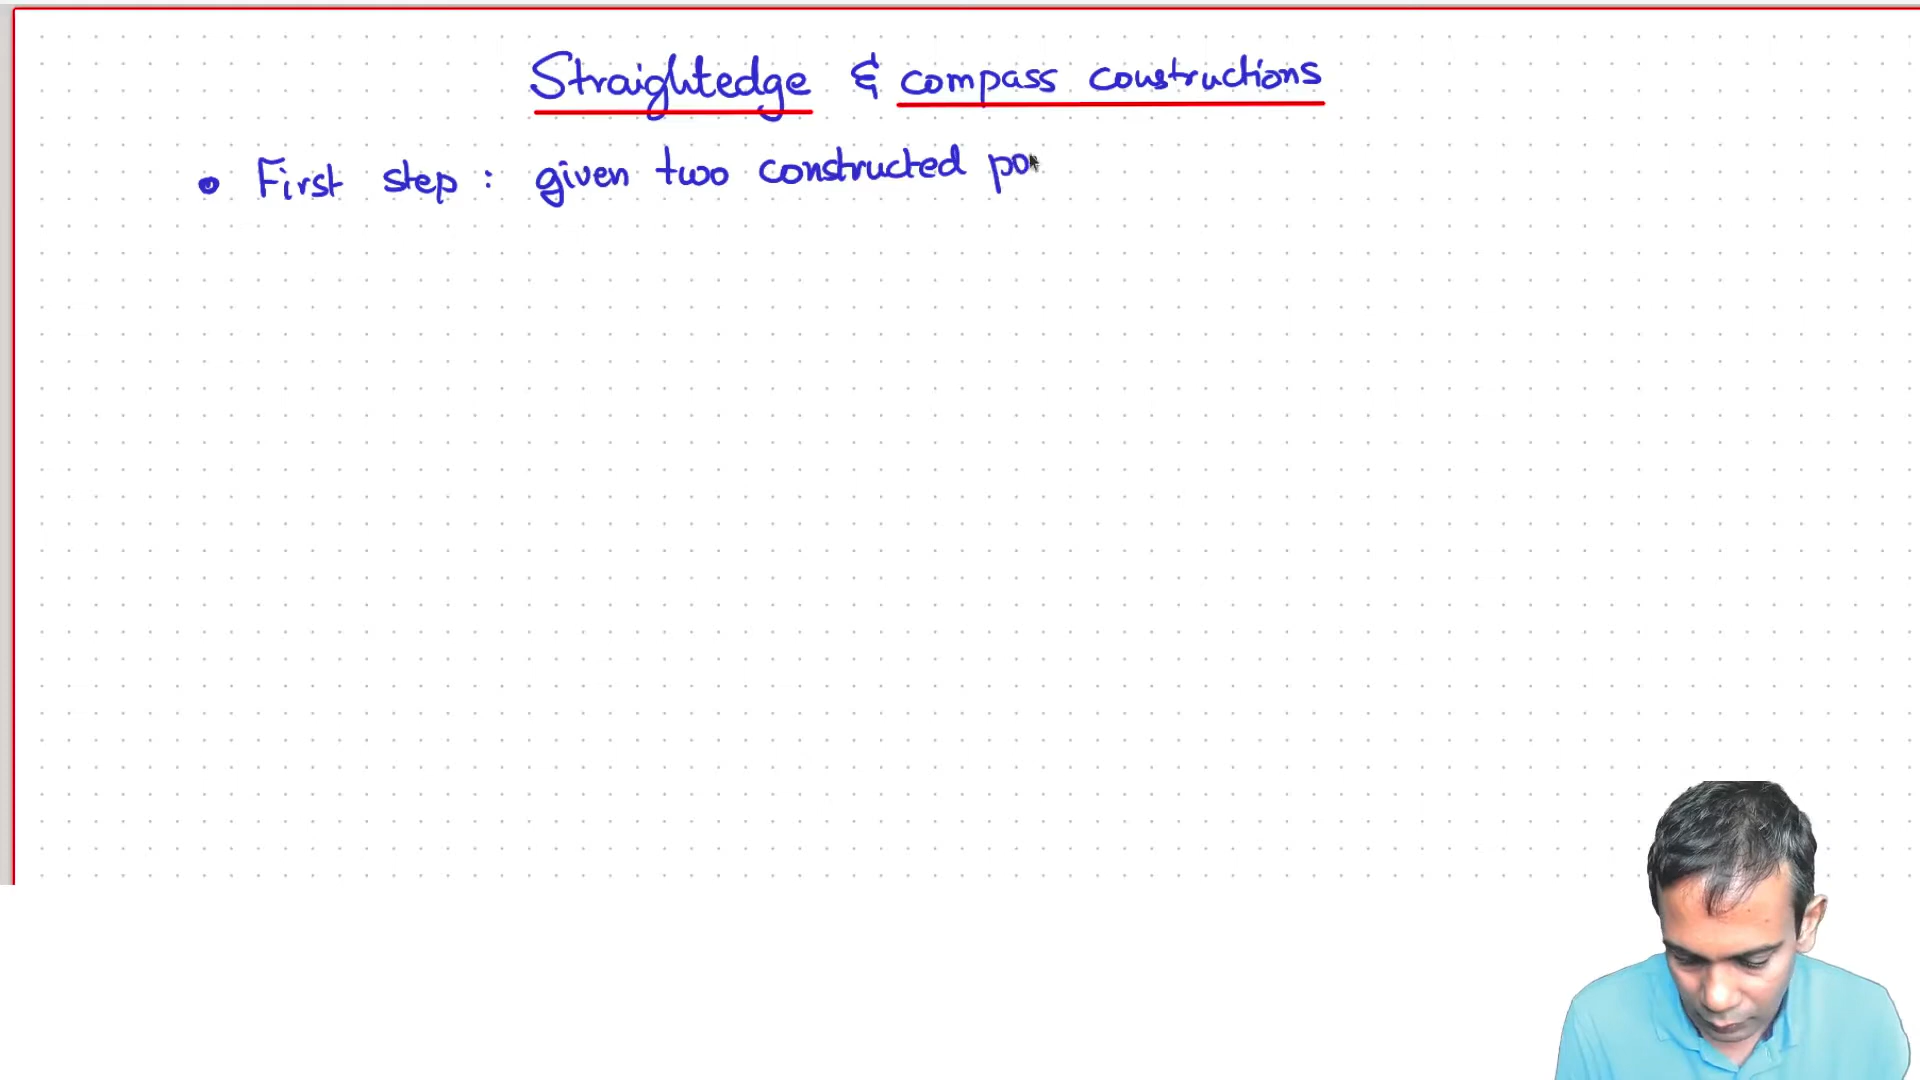 Straightedge & compass constructions
• First step : given two constructed po